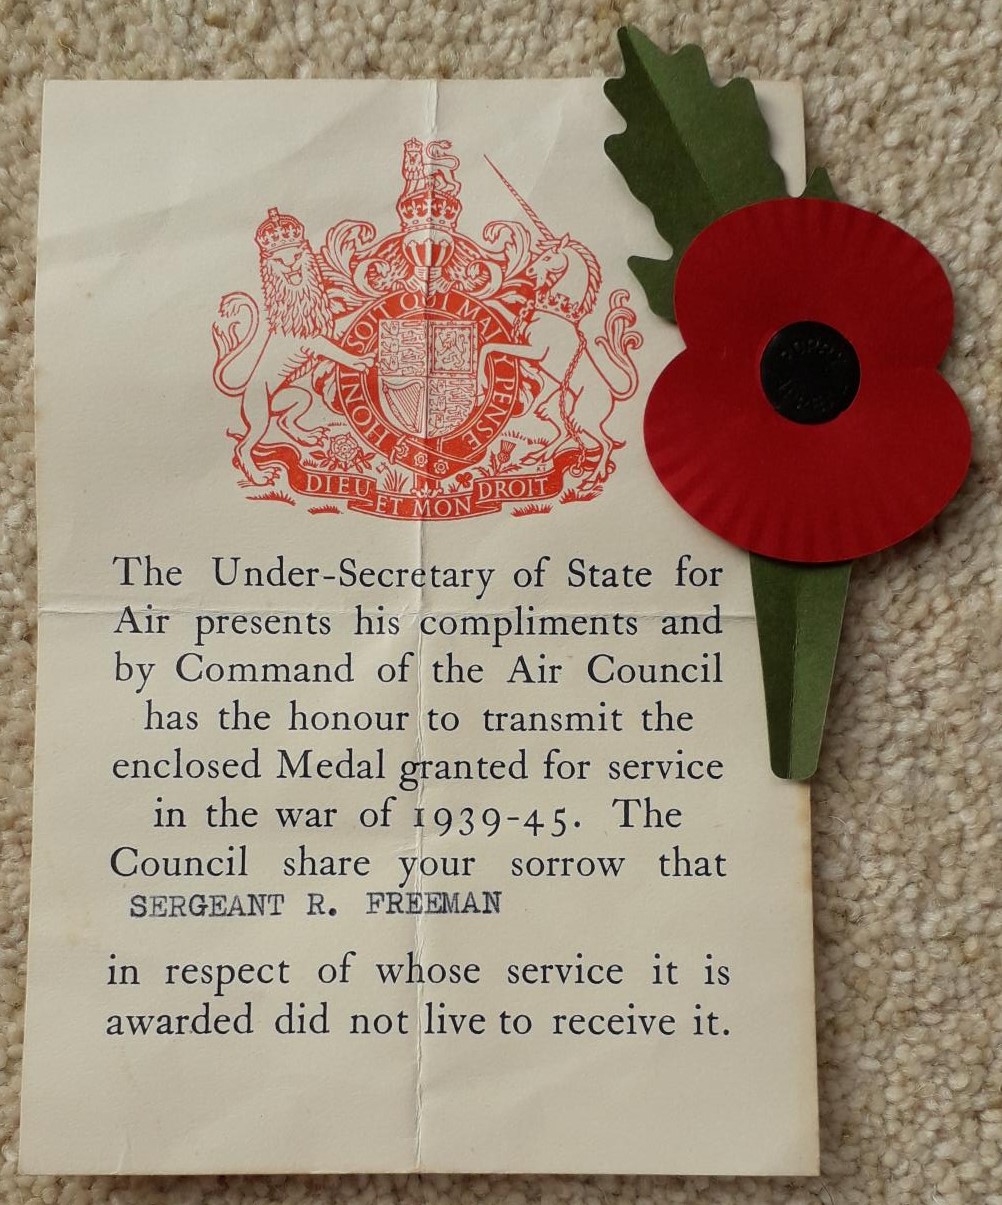 HONI SOIT QUI MAL Y PENSE
DIEU ET MON DROIT
The Under-Secretary of State for
Air presents his compliments and
by Command of the Air Council
has the honour to transmit the
enclosed Medal granted for service
in the war of 1939-45. The
Council share your sorrow that
SERGEANT R. FREEMAN
in respect of whose service it is
awarded did not live to receive it.
POPPY
APPEAL